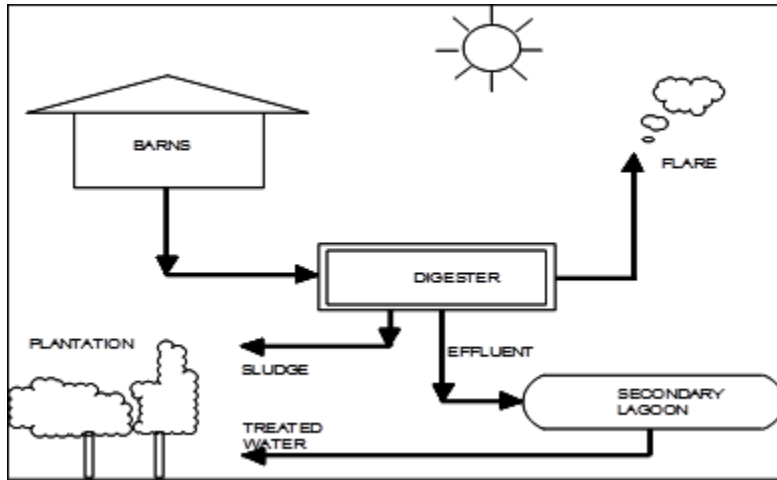 BARNS
FLARE
DIGESTER
PLANTATION
SLUDGE
EFFLUENT
SECONDARY
LAGOON
TREATED
WATER